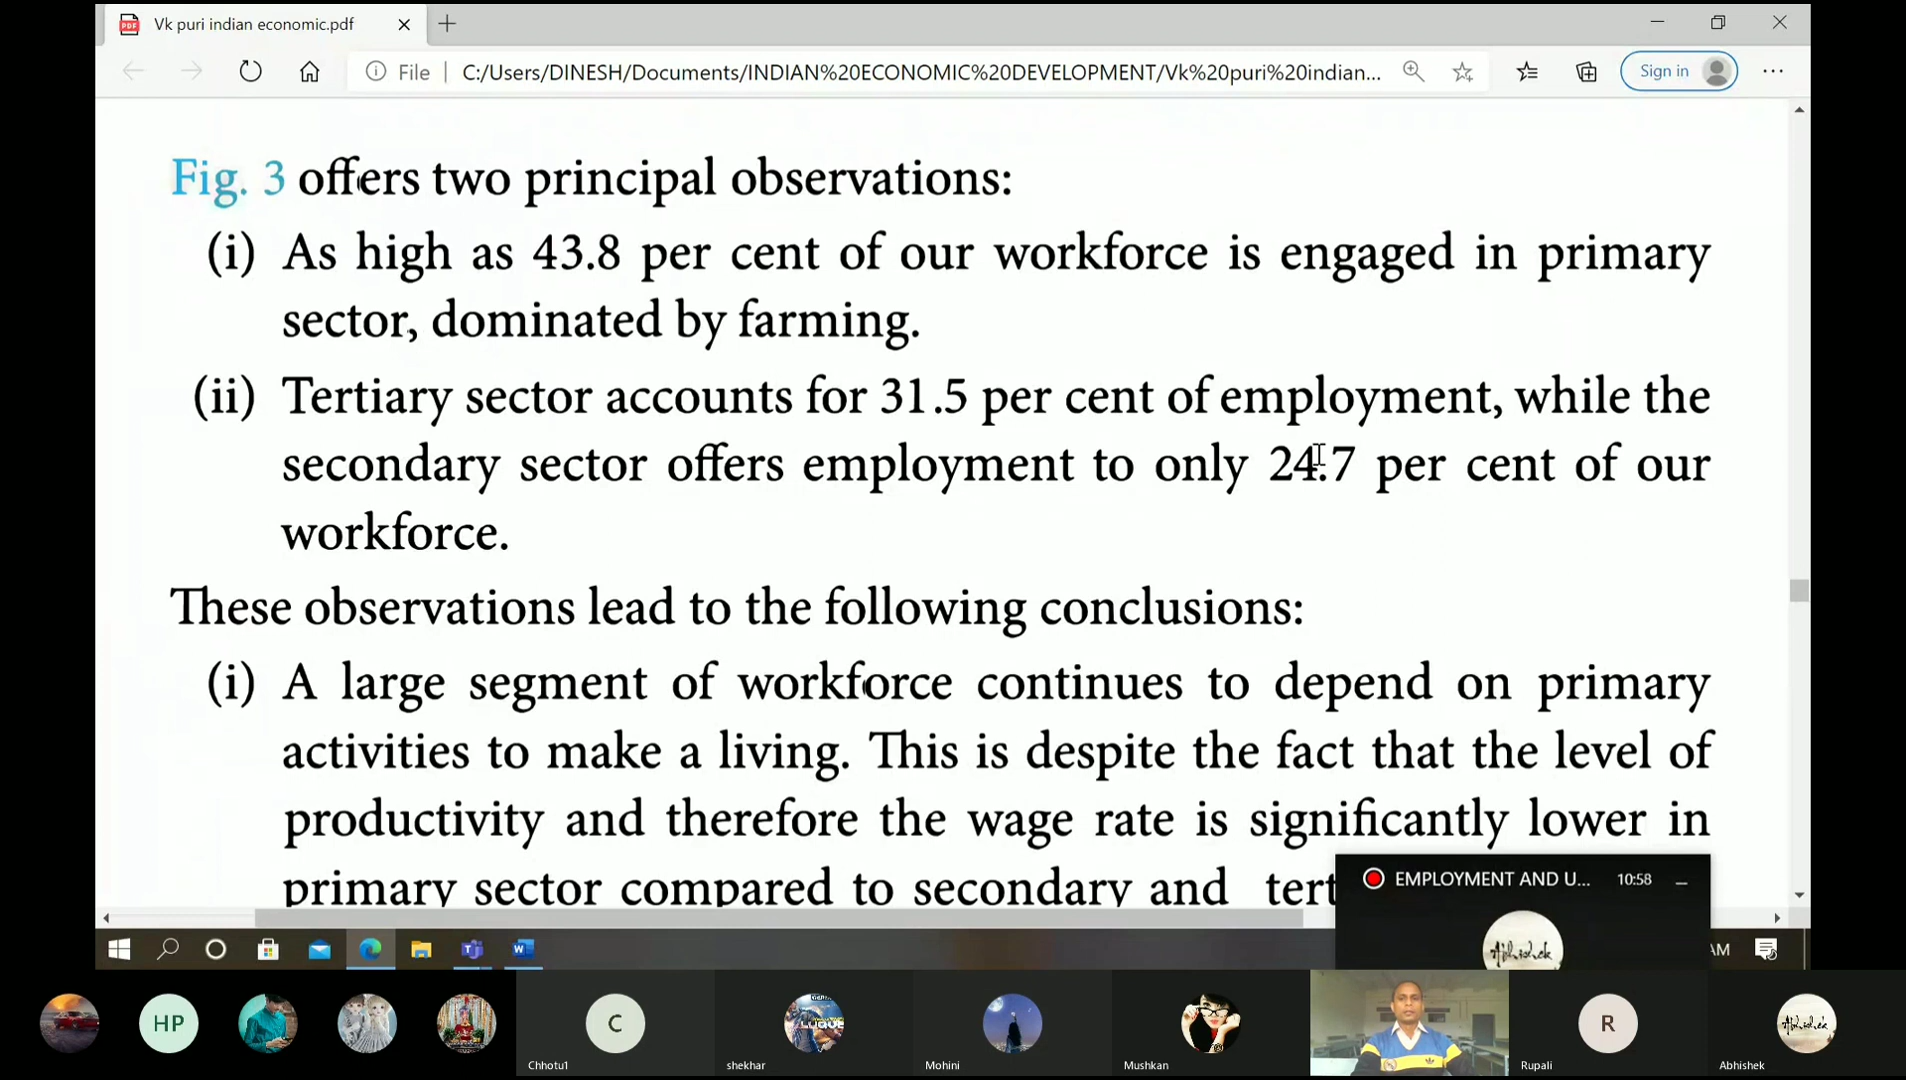 Vk puri indian economic.pdf
File | C:/Users/DINESH/Documents/INDIAN%20ECONOMIC%20DEVELOPMENT/Vk%20puri%20indian...
Sign in
Fig. 3 offers two principal observations:
(i) As high as 43.8 per cent of our workforce is engaged in primary
sector, dominated by farming.
(ii) Tertiary sector accounts for 31.5 per cent of employment, while the
secondary sector offers employment to only 24.7 per cent of our
workforce.
These observations lead to the following conclusions:
(i) A large segment of workforce continues to depend on primary
activities to make a living. This is despite the fact that the level of
productivity and therefore the wage rate is significantly lower in
primary sector compared to secondary and tert
EMPLOYMENT AND U... 10:58
Abhishek
AM
HP
C
R
Abhishek
Chhotu1
shekhar
Mohini
Mushkan
Rupali
Abhishek